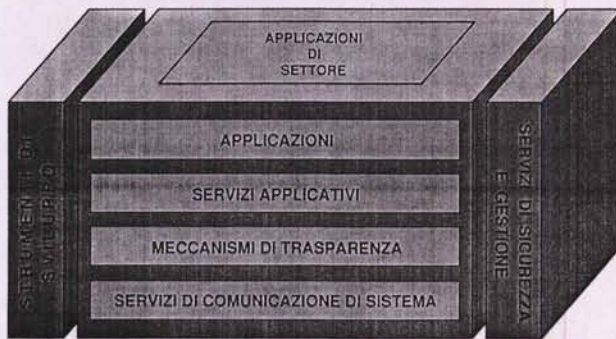 APPLICAZIONI
DI
SETTORE
STRUMENTI DI
SVILUPPO
APPLICAZIONI
SERVIZI APPLICATIVI
MECCANISMI DI TRASPARENZA
SERVIZI DI COMUNICAZIONE DI SISTEMA
SERVIZI DI SICUREZZA
E GESTIONE